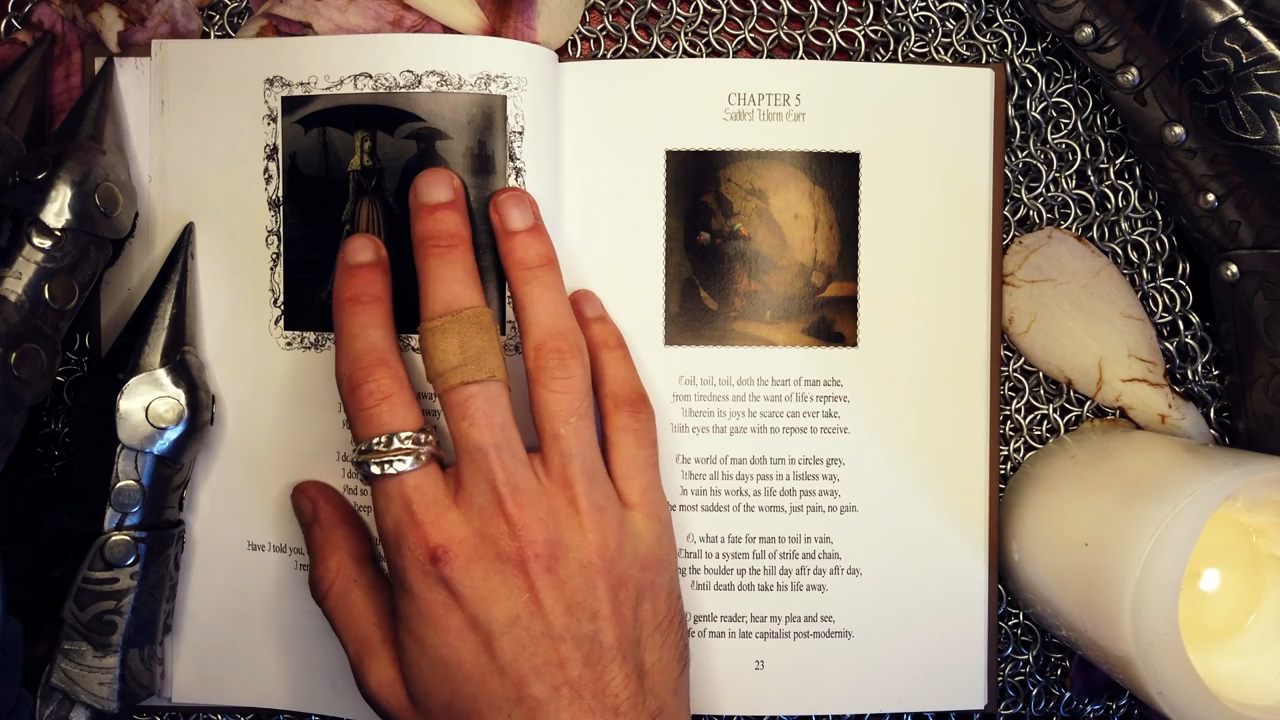 away
I
away
I do
I do
And so
Have I told you,
I
CHAPTER 5
Saddest Worm Ever
Toil, toil, toil, doth the heart of man ache,
from tiredness and the want of life's reprieve,
Wherein its joys he scarce can ever take,
With eyes that gaze with no repose to receive.
The world of man doth turn in circles grey,
Where all his days pass in a listless way,
In vain his works, as life doth pass away,
he most saddest of the worms, just pain, no gain.
O, what a fate for man to toil in vain,
Thrall to a system full of strife and chain,
ng the boulder up the hill day aft'r day aft'r day,
Until death doth take his life away.
O gentle reader; hear my plea and see,
fe of man in late capitalist post-modernity.
23